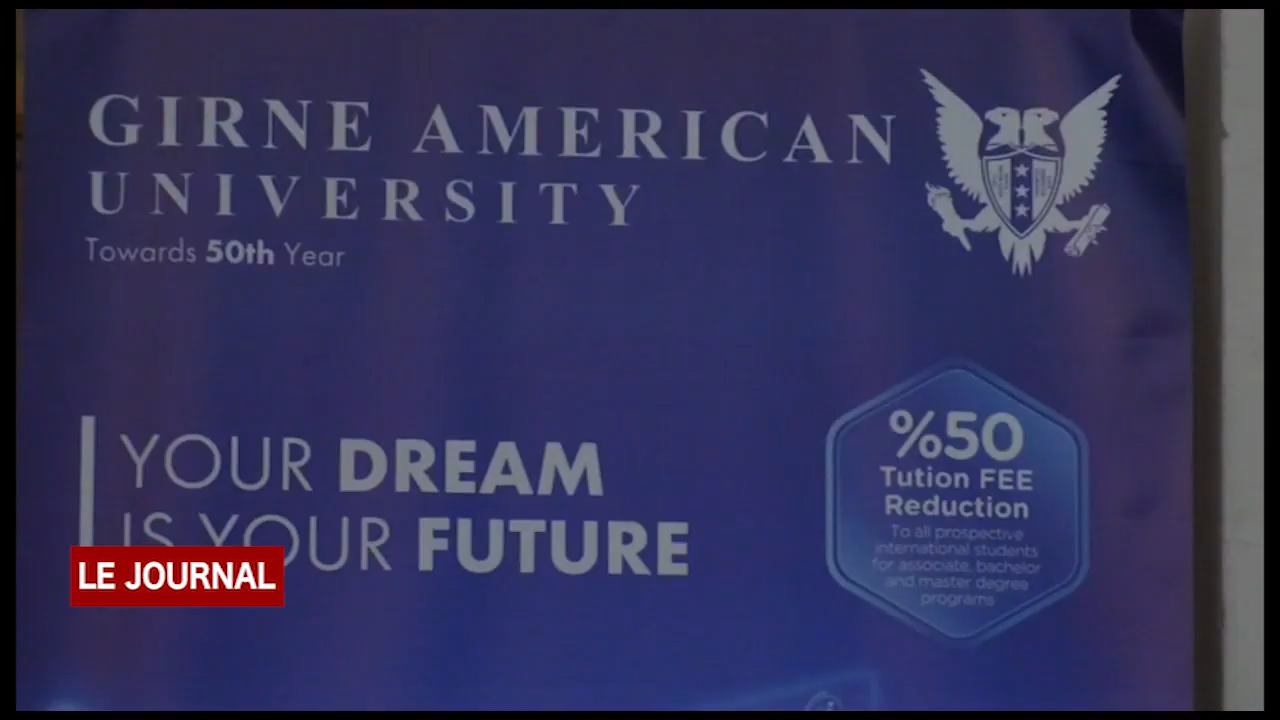 GIRNE AMERICAN
UNIVERSITY
Towards 50th Year
YOUR DREAM
IS YOUR FUTURE
%50
Tution FEE
Reduction
To all prospective
international students
for associate, bachelor
and master degree
programs
LE JOURNAL